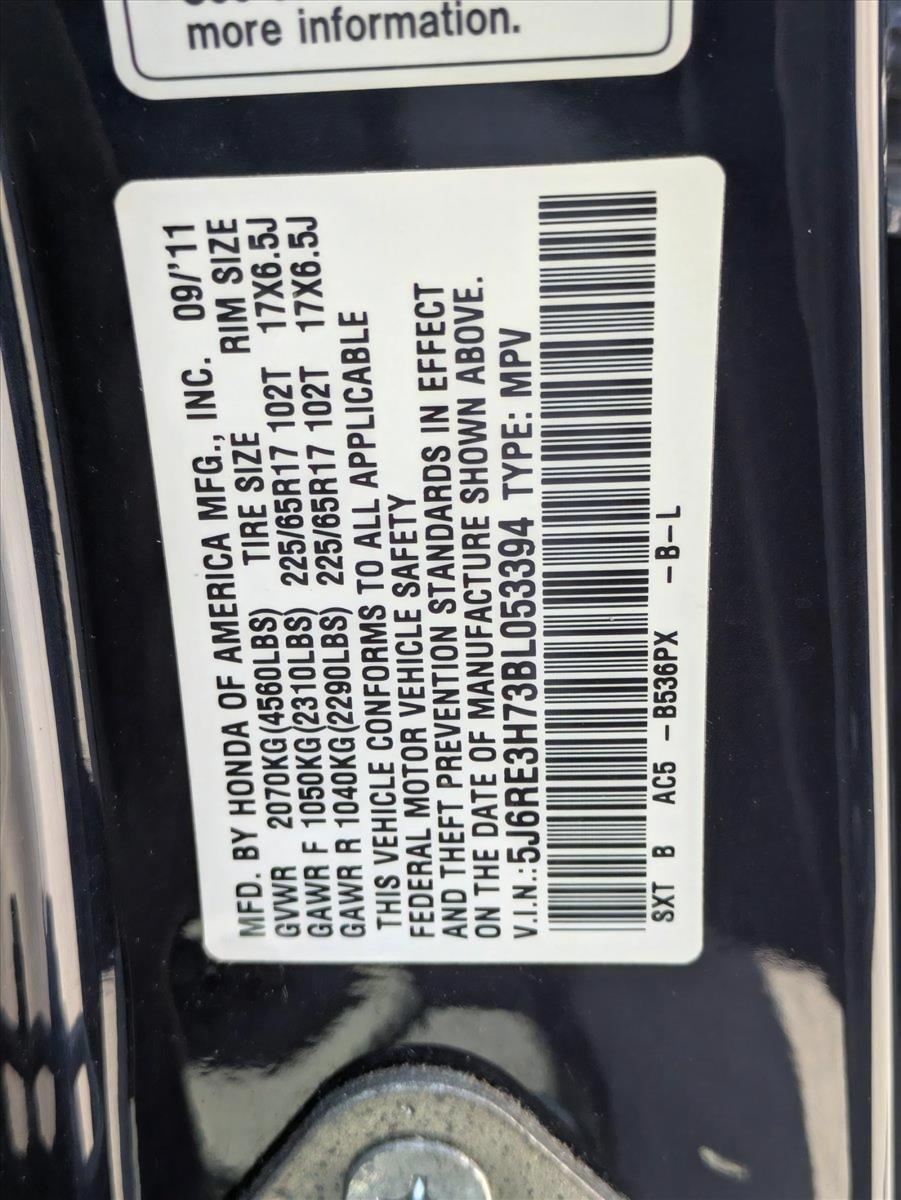 more information.
MFD. BY HONDA OF AMERICA MFG., INC. 09/'11
TIRE SIZE RIM SIZE
GVWR 2070KG(4560LBS) 225/65R17 102T 17X6.5J
GAWR F 1050KG(2310LBS) 225/65R17 102T 17X6.5J
GAWR R 1040KG(2290LBS)
THIS VEHICLE CONFORMS TO ALL APPLICABLE
FEDERAL MOTOR VEHICLE SAFETY
AND THEFT PREVENTION STANDARDS IN EFFECT
ON THE DATE OF MANUFACTURE SHOWN ABOVE.
V.I.N.:5J6RE3H73BL053394 TYPE: MPV
SXT B AC5 -B536PX -B-L